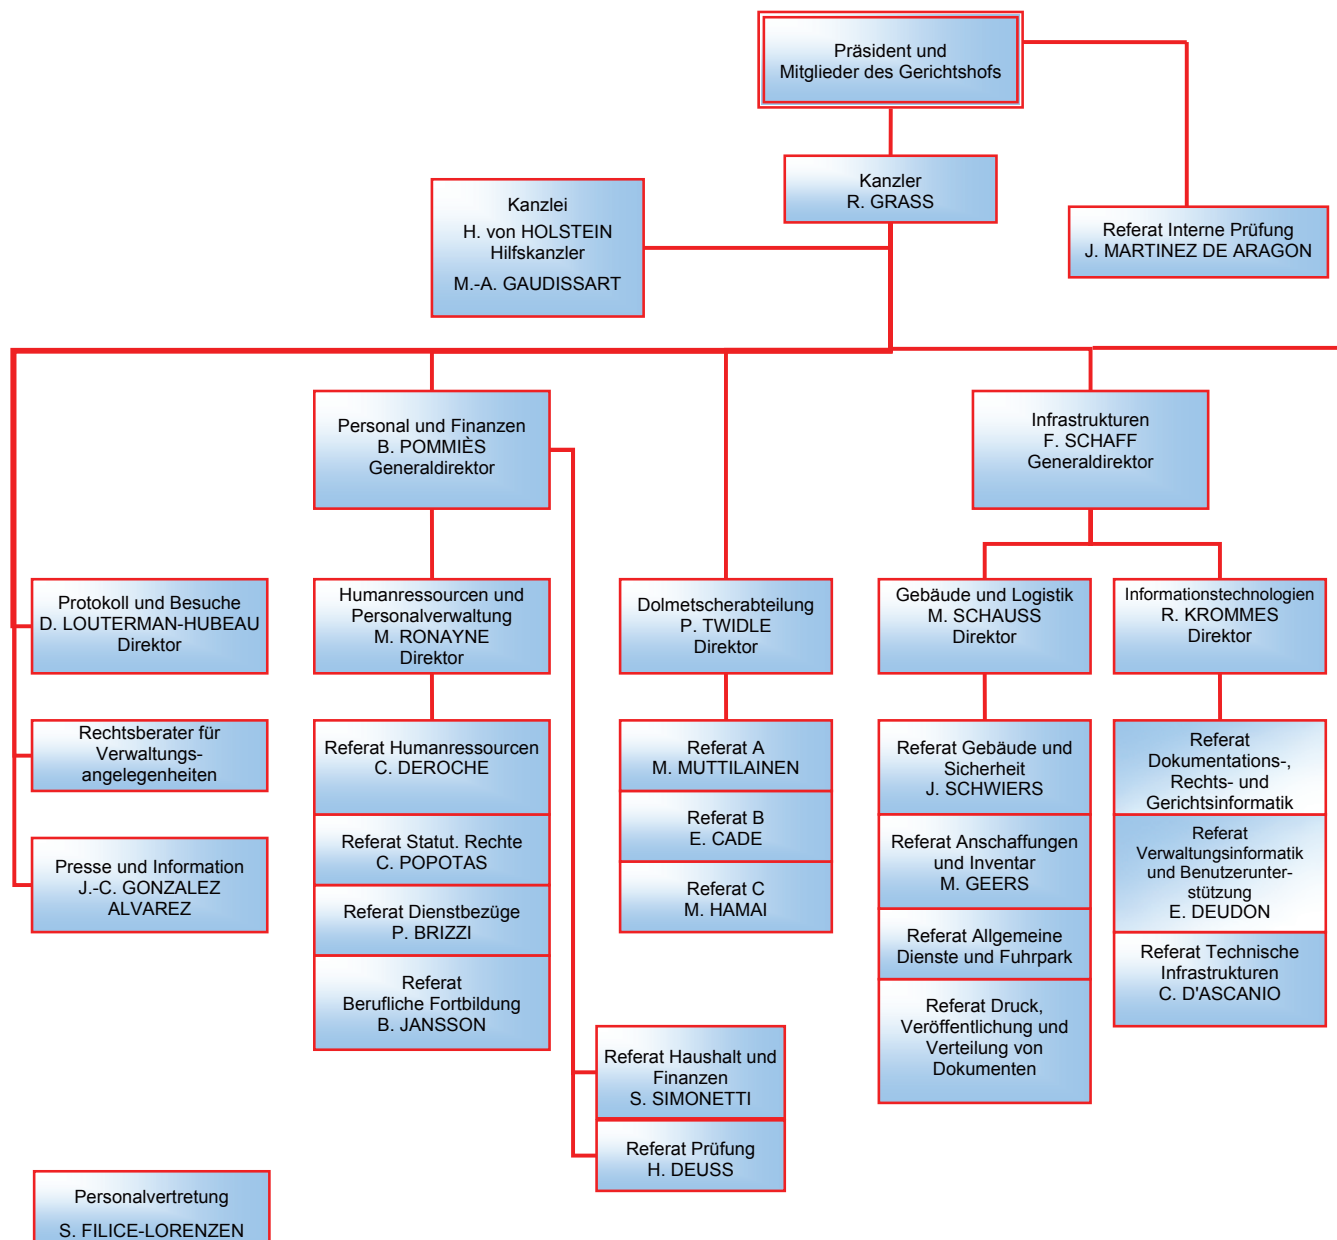 Präsident und
Mitglieder des Gerichtshofs
Kanzler
R. GRASS
Kanzlei
H. von HOLSTEIN
Hilfskanzler
M.-A. GAUDISSART
Referat Interne Prüfung
J. MARTINEZ DE ARAGON
Personal und Finanzen
B. POMMIÈS
Generaldirektor
Infrastrukturen
F. SCHAFF
Generaldirektor
Protokoll und Besuche
D. LOUTERMAN-HUBEAU
Direktor
Humanressourcen und
Personalverwaltung
M. RONAYNE
Direktor
Dolmetscherabteilung
P. TWIDLE
Direktor
Gebäude und Logistik
M. SCHAUSS
Direktor
Informationstechnologien
R. KROMMES
Direktor
Rechtsberater für
Verwaltungs-
angelegenheiten
Presse und Information
J.-C. GONZALEZ
ALVAREZ
Referat Humanressourcen
C. DEROCHE
Referat Statut. Rechte
C. POPOTAS
Referat Dienstbezüge
P. BRIZZI
Referat
Berufliche Fortbildung
B. JANSSON
Referat A
M. MUTTILAINEN
Referat B
E. CADE
Referat C
M. HAMAI
Referat Gebäude und
Sicherheit
J. SCHWIERS
Referat Anschaffungen
und Inventar
M. GEERS
Referat Allgemeine
Dienste und Fuhrpark
Referat Druck,
Veröffentlichung und
Verteilung von
Dokumenten
Referat
Dokumentations-,
Rechts- und
Gerichtsinformatik
Referat
Verwaltungsinformatik
und Benutzerunter-
stützung
E. DEUDON
Referat Technische
Infrastrukturen
C. D'ASCANIO
Referat Haushalt und
Finanzen
S. SIMONETTI
Referat Prüfung
H. DEUSS
Personalvertretung
S. FILICE-LORENZEN